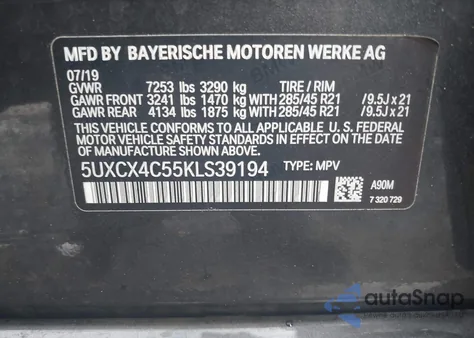 MFD BY BAYERISCHE MOTOREN WERKE AG
07/19
GVWR 7253 lbs 3290 kg TIRE / RIM
GAWR FRONT 3241 lbs 1470 kg WITH 285/45 R21 /9.5J x 21
GAWR REAR 4134 lbs 1875 kg WITH 285/45 R21 /9.5J x 21
THIS VEHICLE CONFORMS TO ALL APPLICABLE U. S. FEDERAL
MOTOR VEHICLE SAFETY STANDARDS IN EFFECT ON THE DATE
OF MANUFACTURE SHOWN ABOVE.
5UXCX4C55KLS39194 TYPE: MPV
A90M
7 320 729
autoSnap